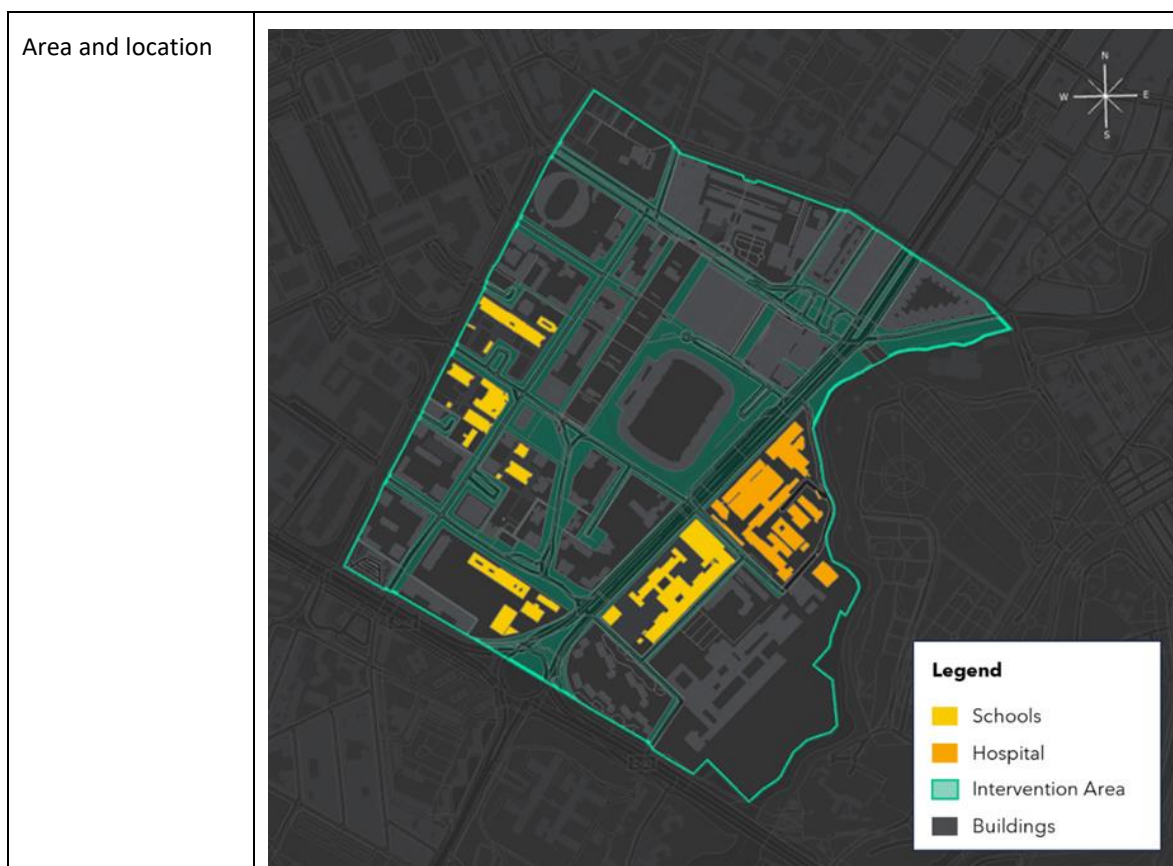 Area and location
N
W
E
S
Legend
Schools
Hospital
Intervention Area
Buildings